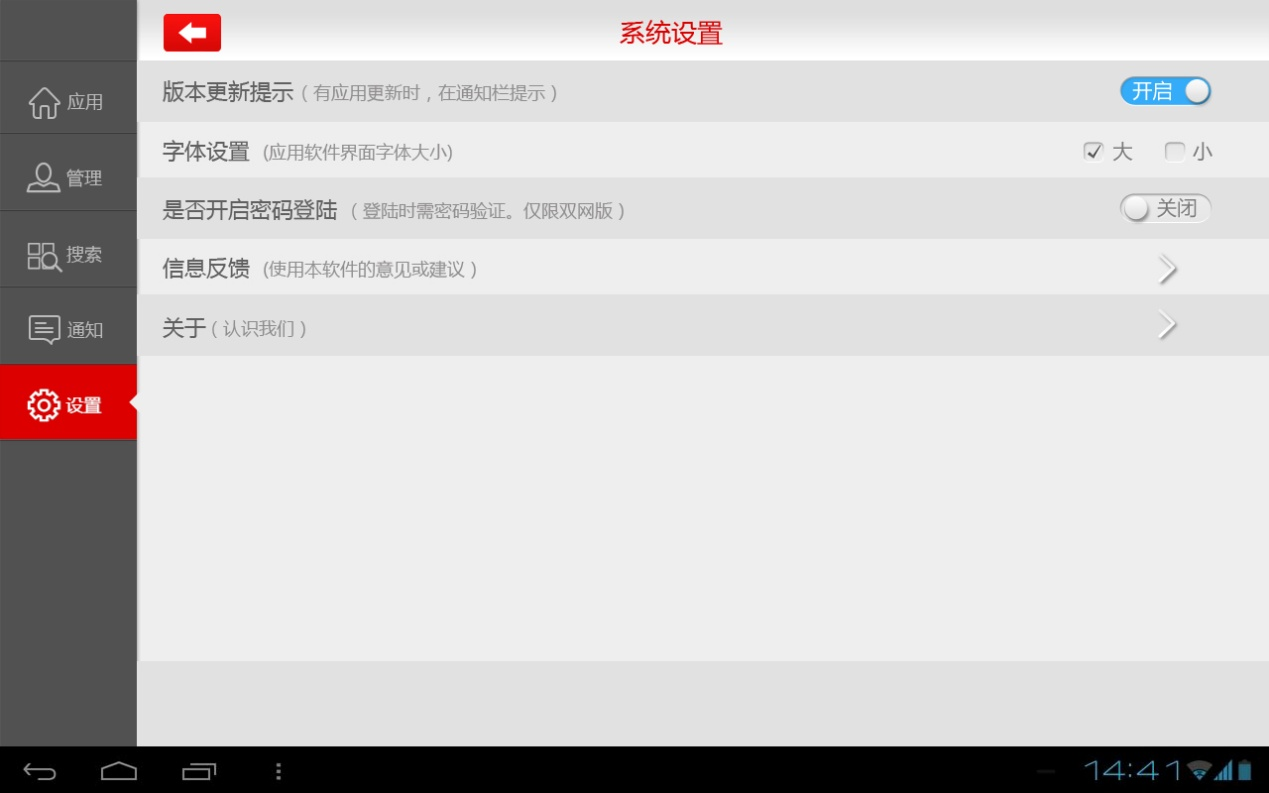 系统设置
应用
管理
搜索
通知
设置
版本更新提示（有应用更新时，在通知栏提示） 开启
字体设置 (应用软件界面字体大小) 大 小
是否开启密码登陆（登陆时需密码验证。仅限双网版） 关闭
信息反馈 (使用本软件的意见或建议）
关于（认识我们）
14:41